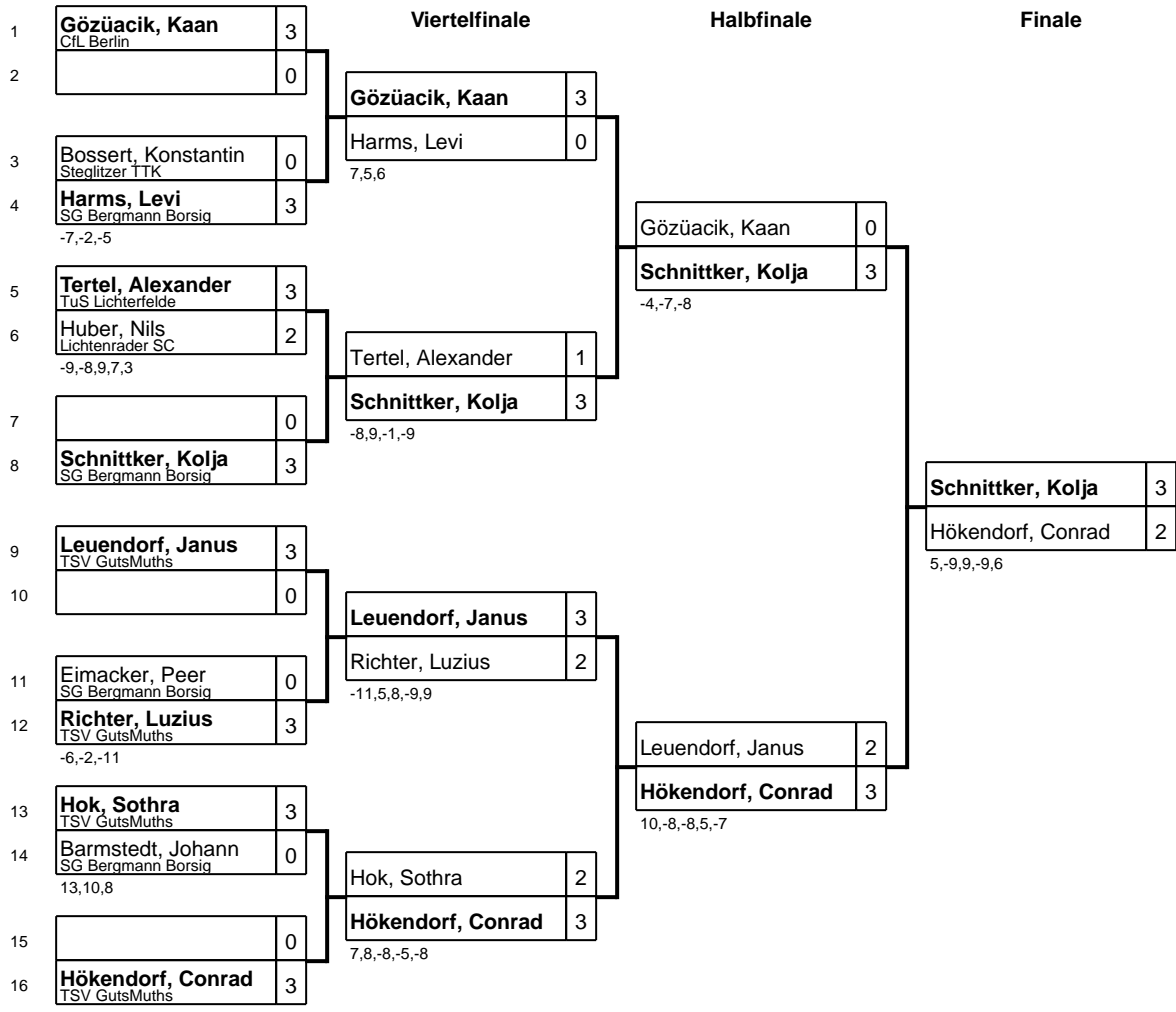 Viertelfinale
Halbfinale
Finale
1
Gözüacik, Kaan
3
CfL Berlin
2
0
3
Bossert, Konstantin
0
Steglitzer TTK
4
Harms, Levi
3
SG Bergmann Borsig
-7,-2,-5
5
Tertel, Alexander
3
TuS Lichterfelde
6
Huber, Nils
2
Lichtenrader SC
-9,-8,9,7,3
7
0
8
Schnittker, Kolja
3
SG Bergmann Borsig
9
Leuendorf, Janus
3
TSV GutsMuths
10
0
11
Eimacker, Peer
0
SG Bergmann Borsig
12
Richter, Luzius
3
TSV GutsMuths
-6,-2,-11
13
Hok, Sothra
3
TSV GutsMuths
14
Barmstedt, Johann
0
SG Bergmann Borsig
13,10,8
15
0
16
Hökendorf, Conrad
3
TSV GutsMuths
Gözüacik, Kaan
3
Harms, Levi
0
7,5,6
Tertel, Alexander
1
Schnittker, Kolja
3
-8,9,-1,-9
Leuendorf, Janus
3
Richter, Luzius
2
-11,5,8,-9,9
Hok, Sothra
2
Hökendorf, Conrad
3
7,8,-8,-5,-8
Gözüacik, Kaan
0
Schnittker, Kolja
3
-4,-7,-8
Leuendorf, Janus
2
Hökendorf, Conrad
3
10,-8,-8,5,-7
Schnittker, Kolja
3
Hökendorf, Conrad
2
5,-9,9,-9,6